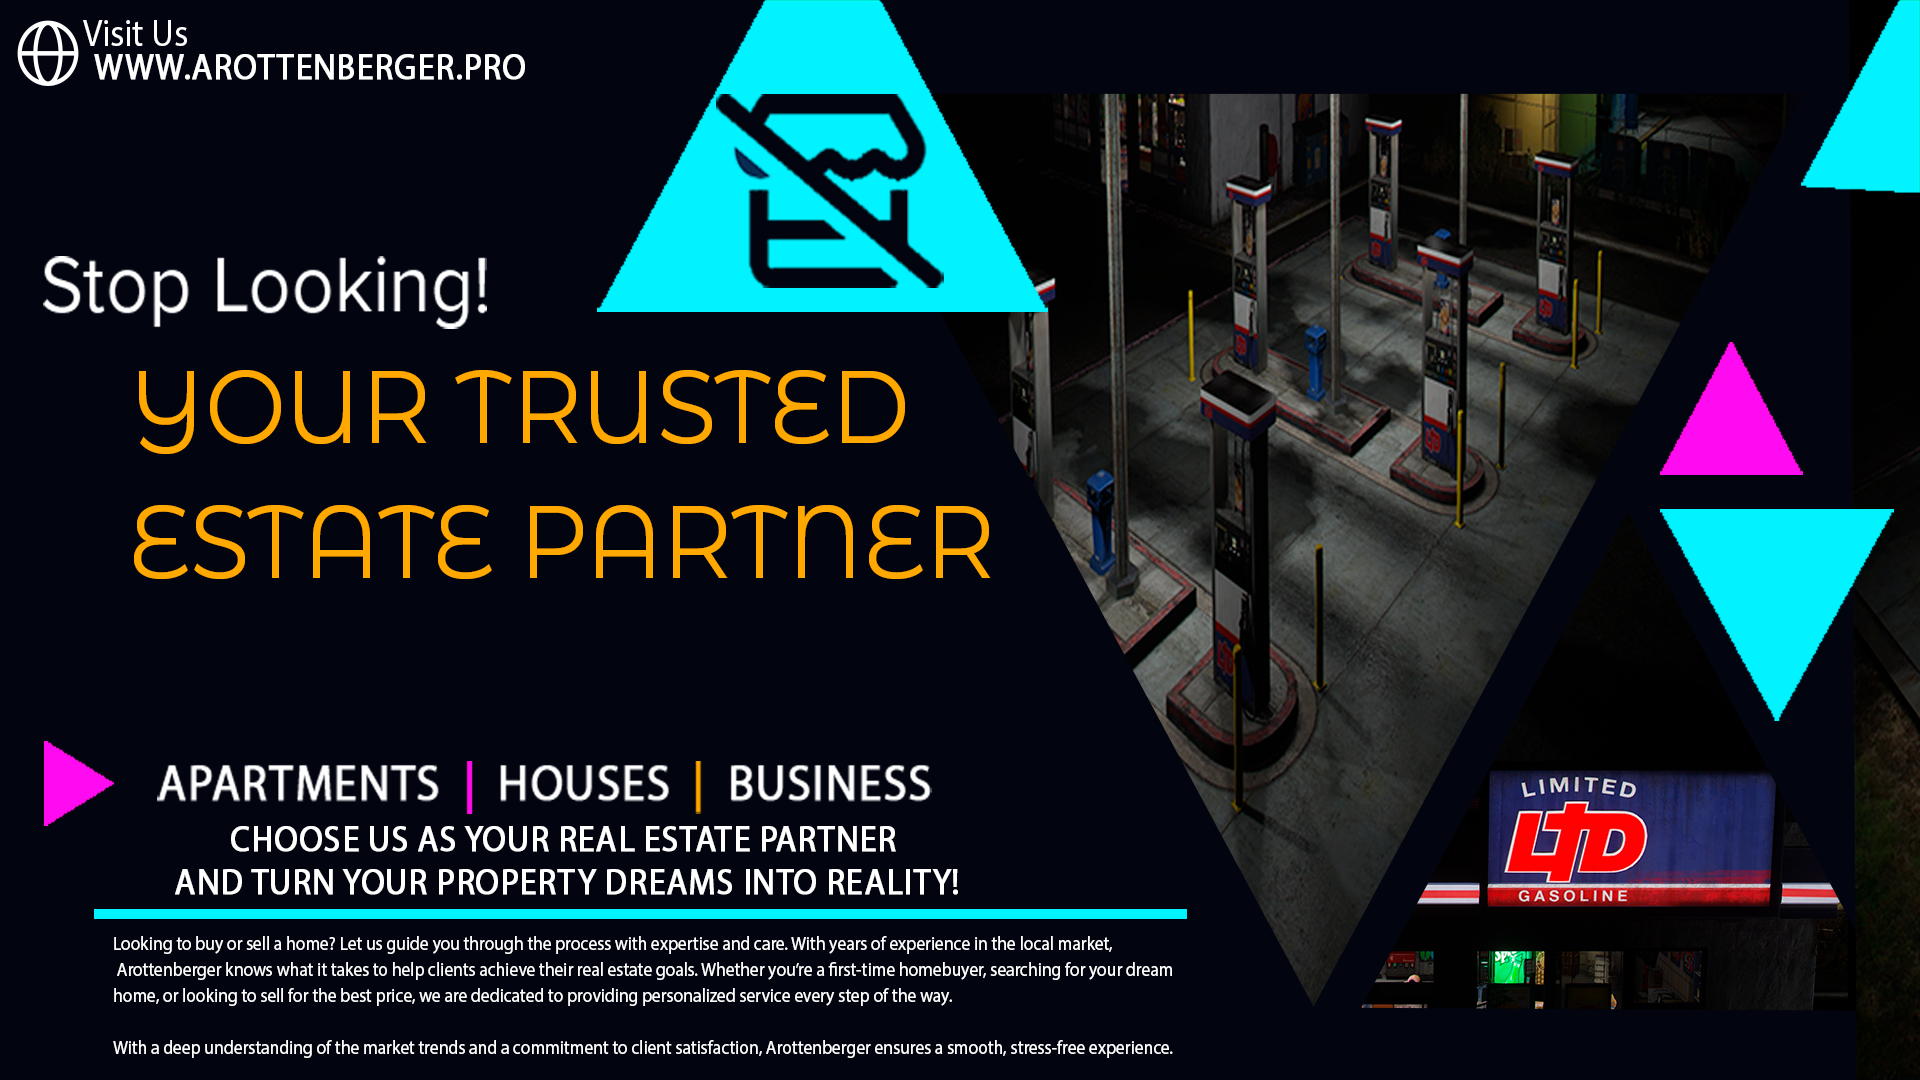 Visit Us
WWW.AROTTENBERGER.PRO
Stop Looking!
YOUR TRUSTED
ESTATE PARTNER
APARTMENTS | HOUSES | BUSINESS
CHOOSE US AS YOUR REAL ESTATE PARTNER
AND TURN YOUR PROPERTY DREAMS INTO REALITY!
Looking to buy or sell a home? Let us guide you through the process with expertise and care. With years of experience in the local market,
Arottenberger knows what it takes to help clients achieve their real estate goals. Whether you're a first-time homebuyer, searching for your dream
home, or looking to sell for the best price, we are dedicated to providing personalized service every step of the way.
With a deep understanding of the market trends and a commitment to client satisfaction, Arottenberger ensures a smooth, stress-free experience.
LIMITED
LTD
GASOLINE